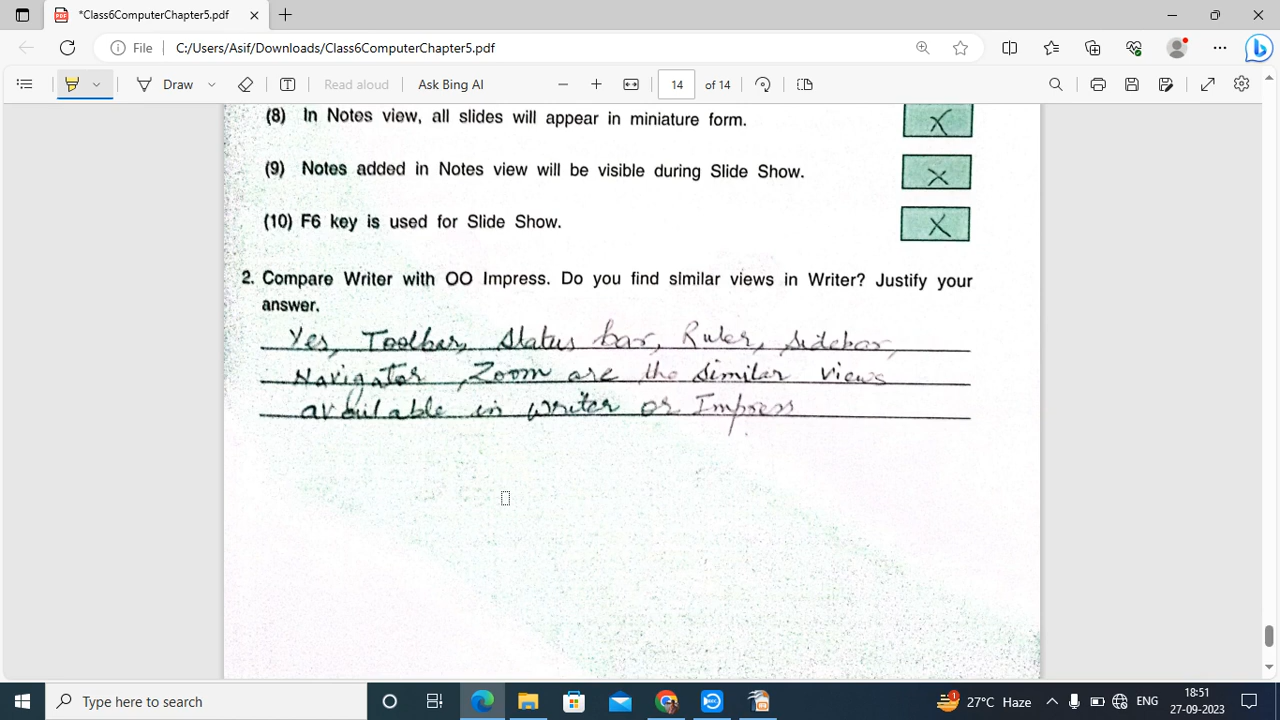 *Class6ComputerChapter5.pdf
File C:/Users/Asif/Downloads/Class6ComputerChapter5.pdf
Draw Read aloud Ask Bing AI 14 of 14
(8) In Notes view, all slides will appear in miniature form. X
(9) Notes added in Notes view will be visible during Slide Show. X
(10) F6 key is used for Slide Show. X
2. Compare Writer with OO Impress. Do you find similar views in Writer? Justify your
answer.
Yes, Toolbar, Status bar, Ruler, Sidebar,
Navigator, Zoom are the similar views
available in writer or Impress
Type here to search
1 27°C Haze ENG 18:51
27-09-2023